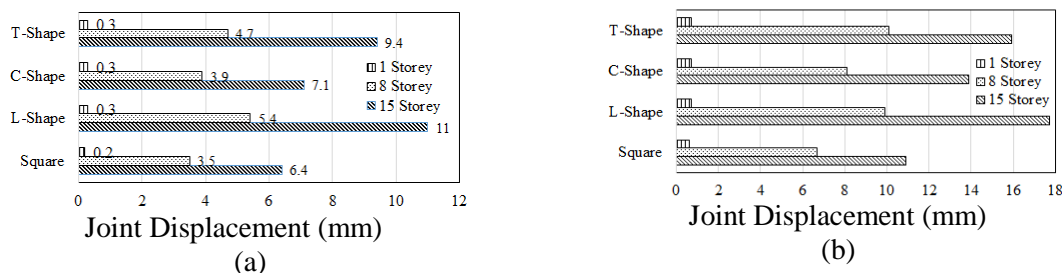 T-Shape
0.3
4.7
9.4
C-Shape
0.3
3.9
7.1
L-Shape
0.3
5.4
11
Square
0.2
3.5
6.4
1 Storey
8 Storey
15 Storey
0 2 4 6 8 10 12
Joint Displacement (mm)
(a)
T-Shape
C-Shape
L-Shape
Square
1 Storey
8 Storey
15 Storey
0 2 4 6 8 10 12 14 16 18
Joint Displacement (mm)
(b)